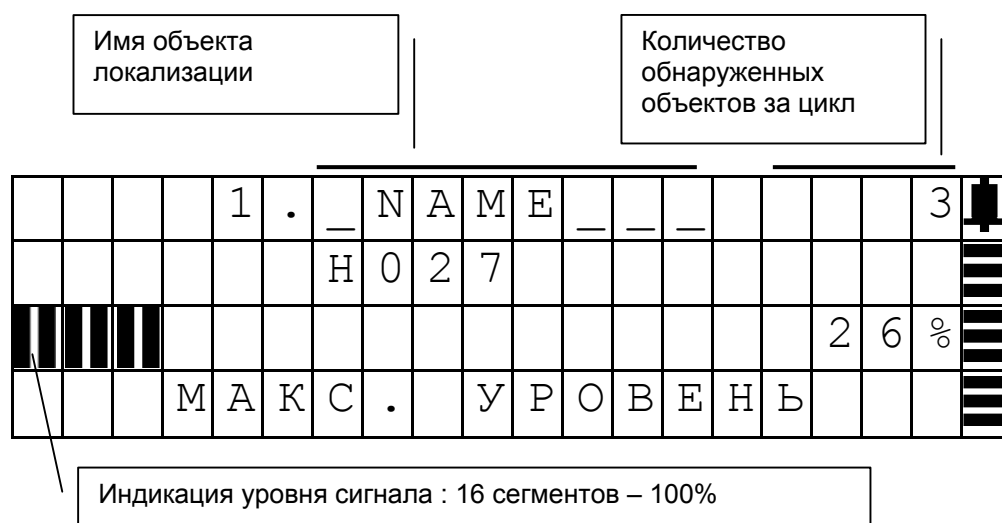 Имя объекта
локализации
Количество
обнаруженных
объектов за цикл
1._NAME___ 3
H027
26%
МАКС. УРОВЕНЬ
Индикация уровня сигнала : 16 сегментов – 100%